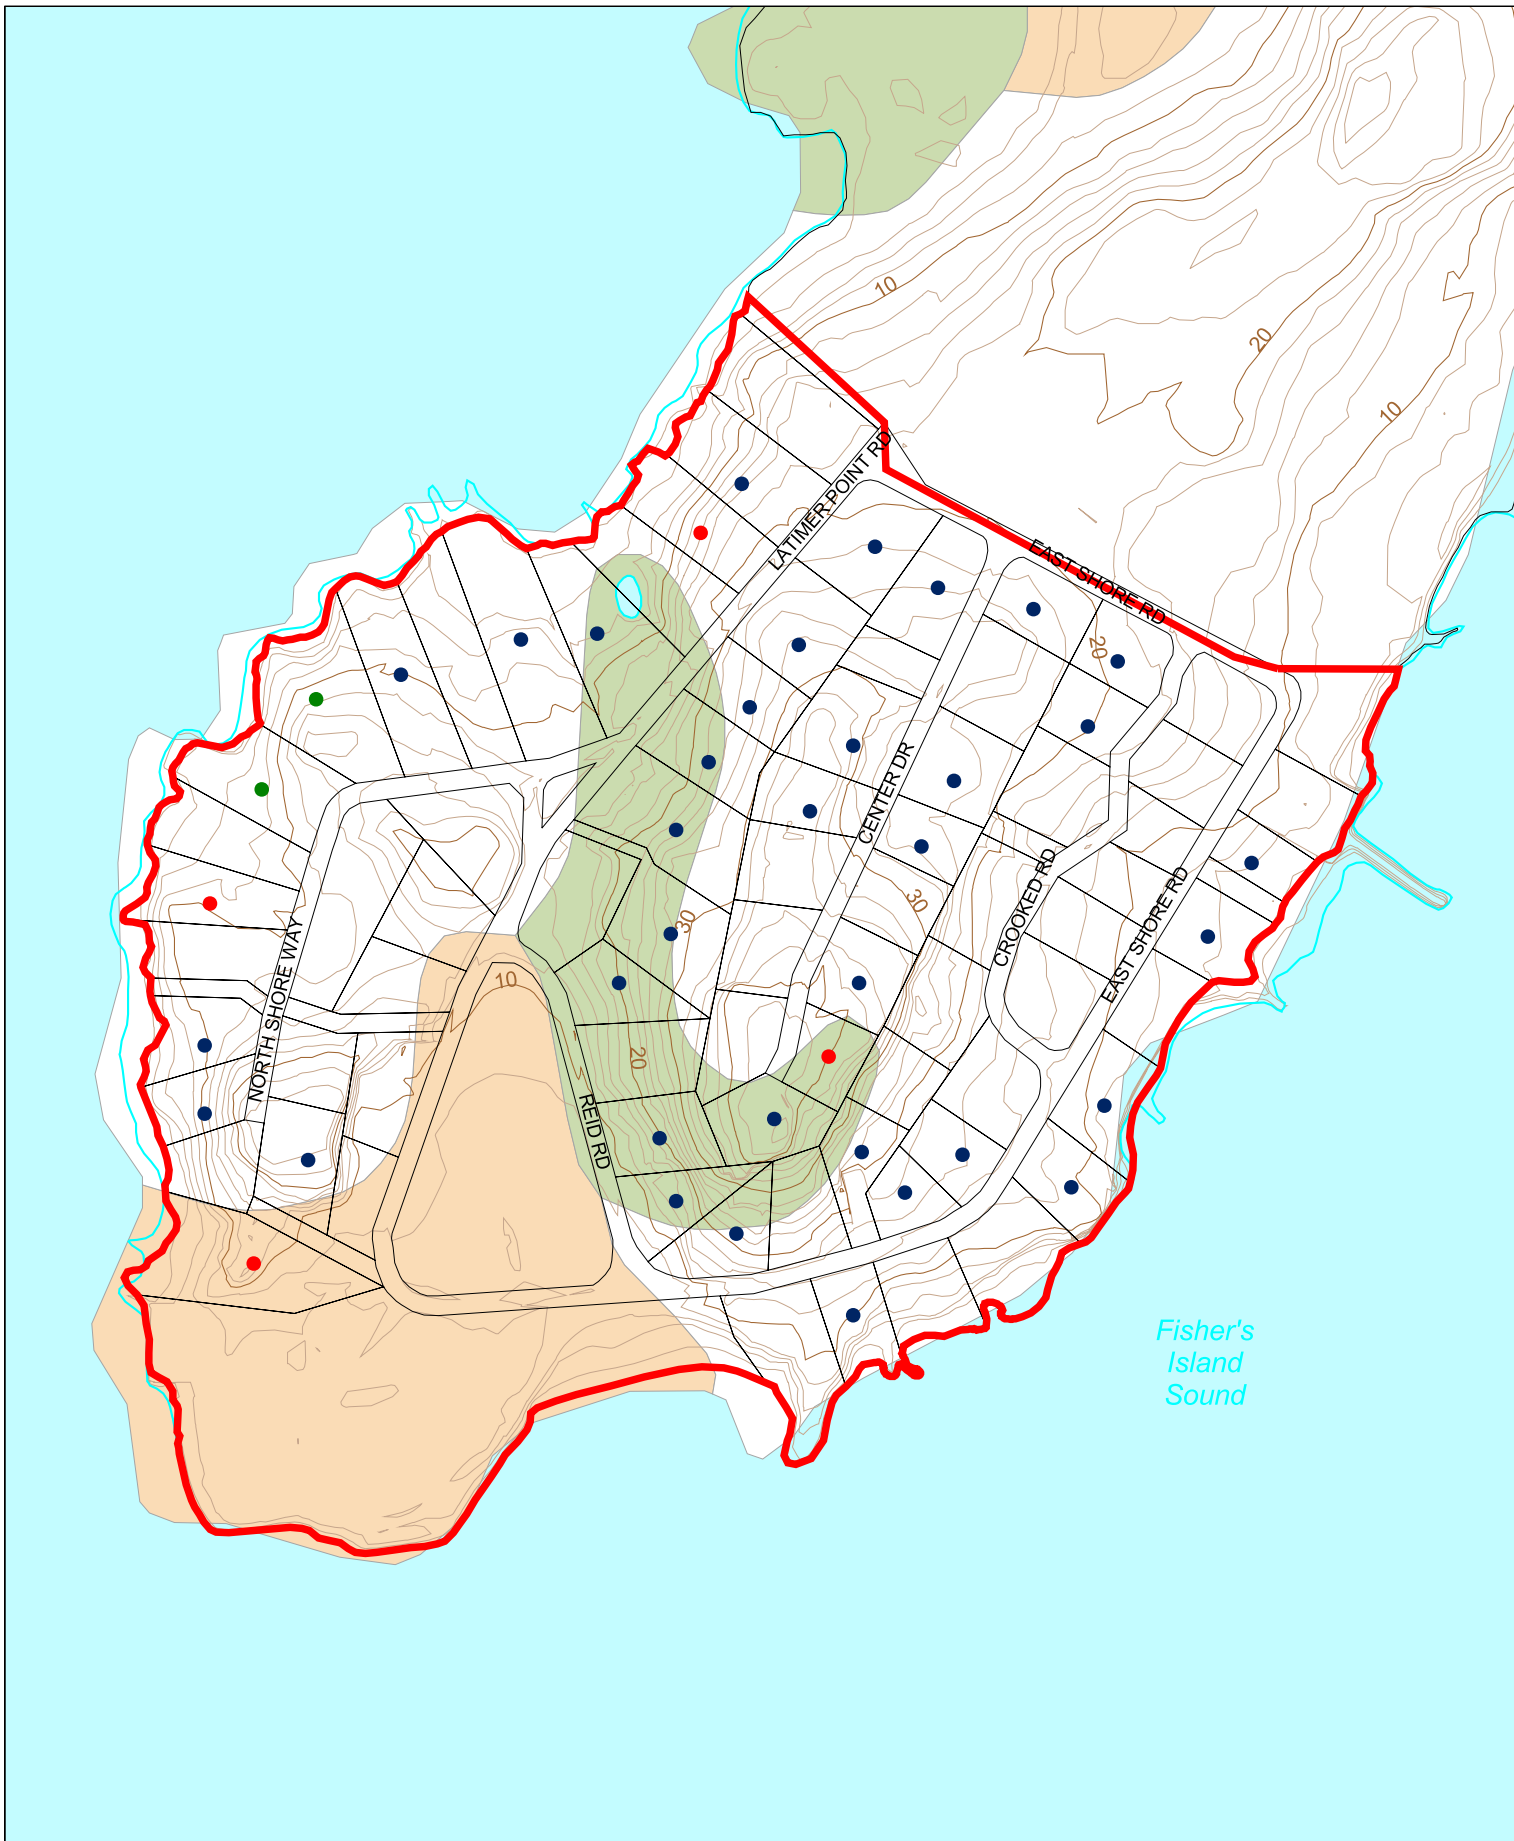 10
20
10
LATIMER POINT RD
EAST SHORE RD
20
CENTER DR
30
30
CROOKED RD
EAST SHORE RD
NORTH SHORE WAY
10
20
REID RD
Fisher's
Island
Sound